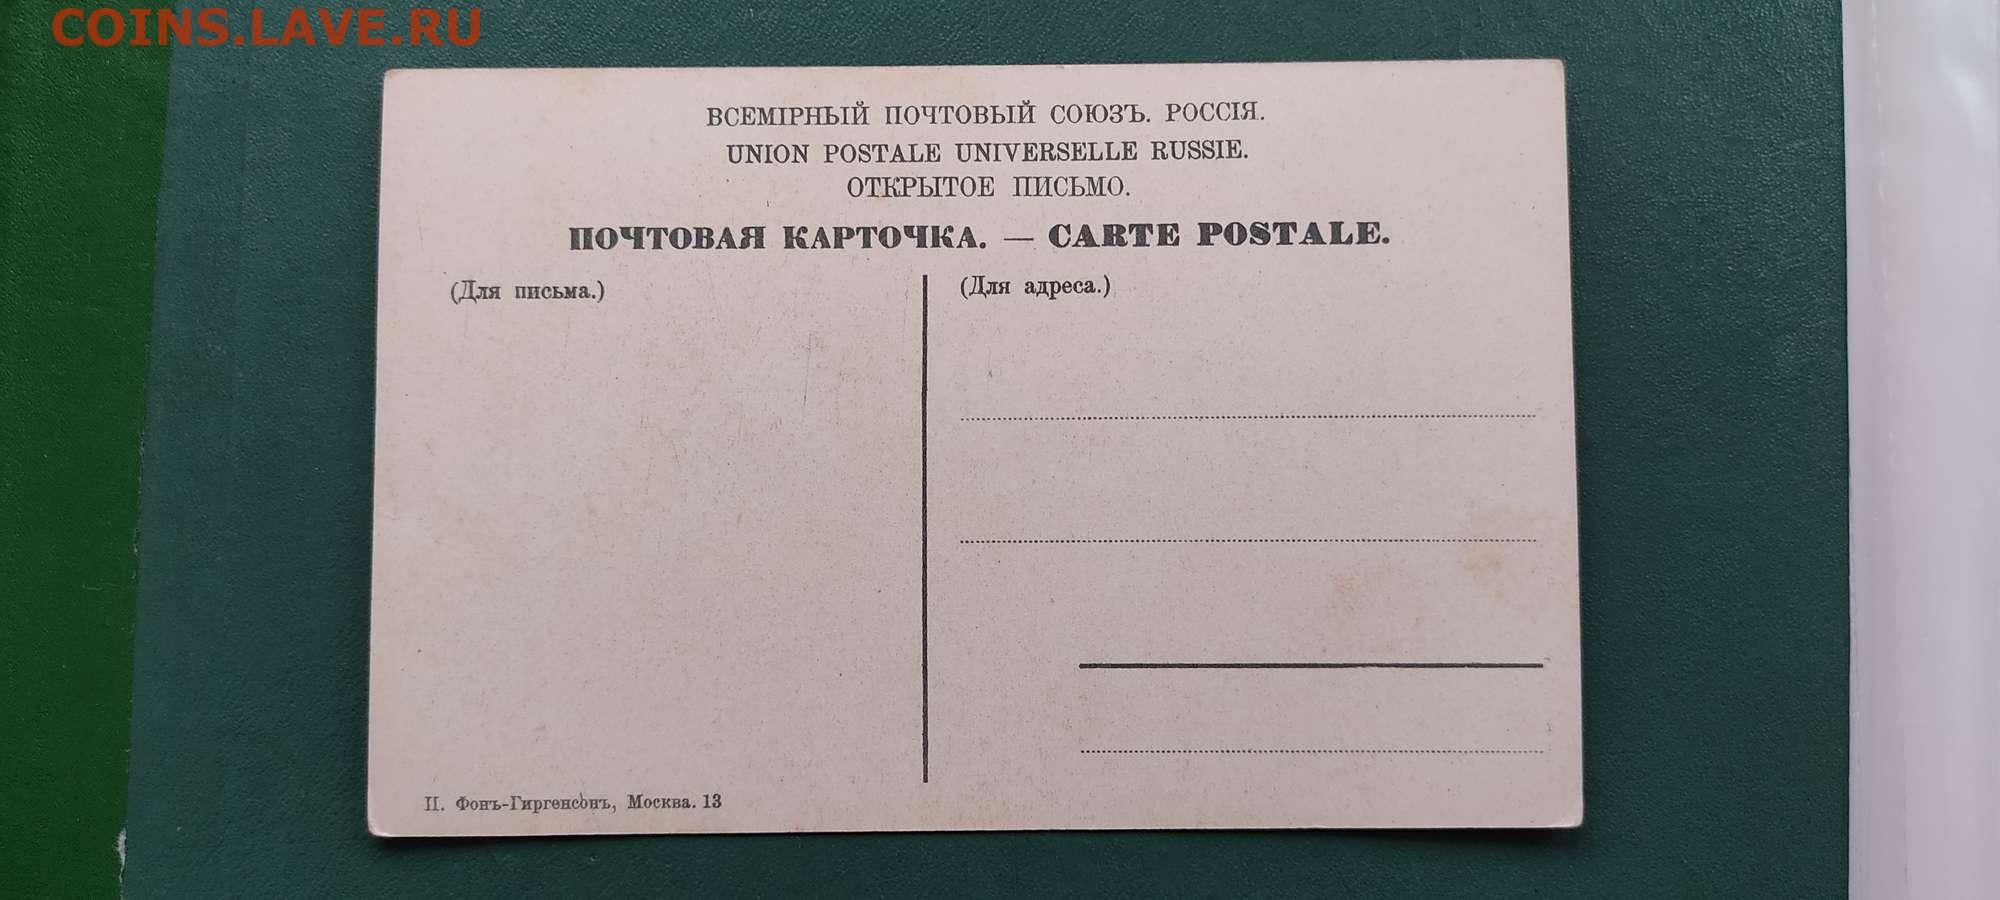 COINS.LAVE.RU
ВСЕМІРНЫЙ ПОЧТОВЫЙ СОЮЗЪ. РОССІЯ.
UNION POSTALE UNIVERSELLE RUSSIE.
ОТКРЫТОЕ ПИСЬМО.
ПОЧТОВАЯ КАРТОЧКА. — CARTE POSTALE.
(Для письма.)
(Для адреса.)
П. Фонъ-Гиргенсонъ, Москва. 13